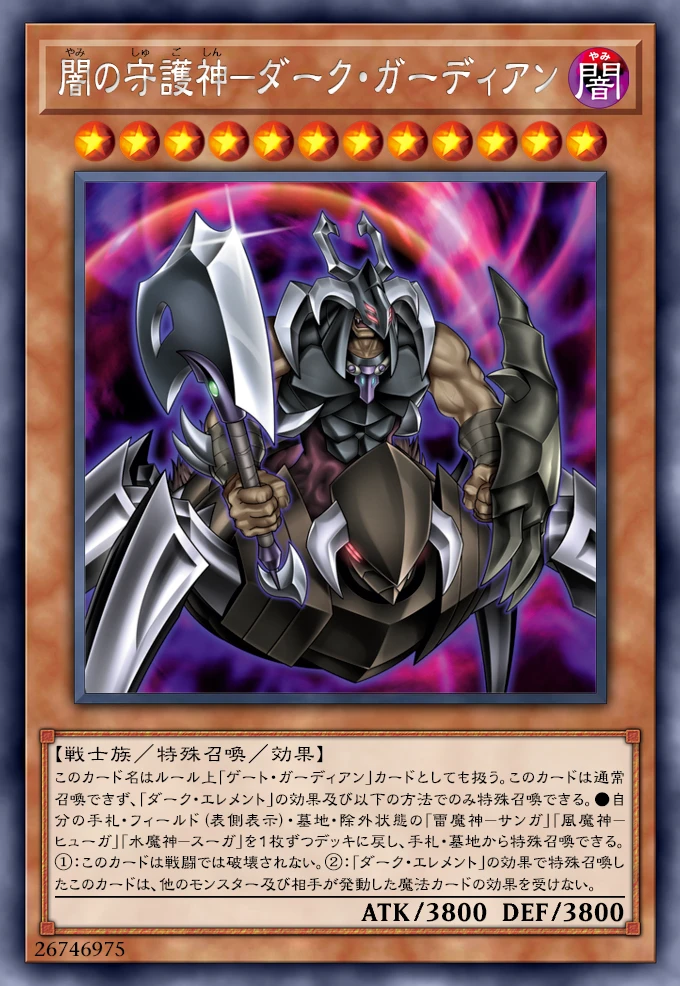 闇の守護神－ダーク・ガーディアン
闇
【戦士族／特殊召喚／効果】
このカード名はルール上「ゲート・ガーディアン」カードとしても扱う。このカードは通常
召喚できず、「ダーク・エレメント」の効果及び以下の方法でのみ特殊召喚できる。●自
分の手札・フィールド(表側表示)・墓地・除外状態の「雷魔神－サンガ」「風魔神－
ヒューガ」「水魔神－スーガ」を1枚ずつデッキに戻し、手札・墓地から特殊召喚できる。
①：このカードは戦闘では破壊されない。②：「ダーク・エレメント」の効果で特殊召喚し
たこのカードは、他のモンスター及び相手が発動した魔法カードの効果を受けない。
ATK/3800 DEF/3800
26746975